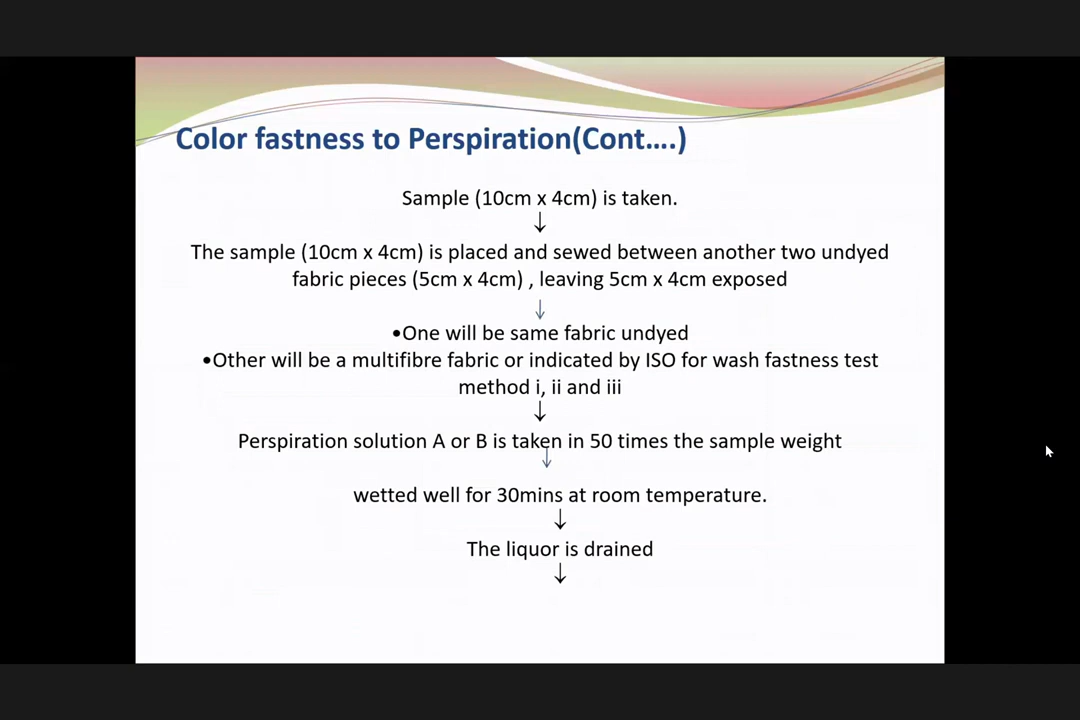 Color fastness to Perspiration(Cont....)
Sample (10cm x 4cm) is taken.
↓
The sample (10cm x 4cm) is placed and sewed between another two undyed
fabric pieces (5cm x 4cm) , leaving 5cm x 4cm exposed
↓
•One will be same fabric undyed
•Other will be a multifibre fabric or indicated by ISO for wash fastness test
method i, ii and iii
↓
Perspiration solution A or B is taken in 50 times the sample weight
↓
wetted well for 30mins at room temperature.
↓
The liquor is drained
↓